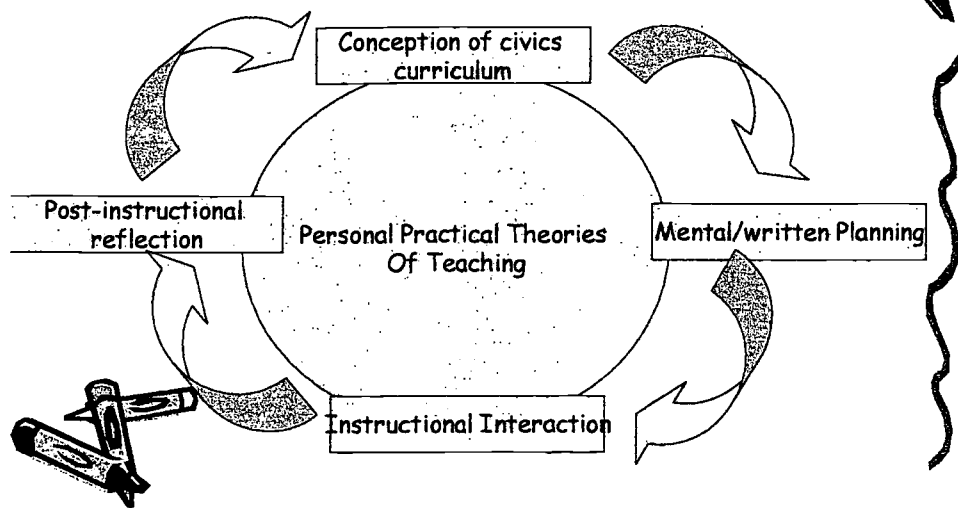 Conception of civics
curriculum
Post-instructional
reflection
Personal Practical Theories
Of Teaching
Mental/written Planning
Instructional Interaction